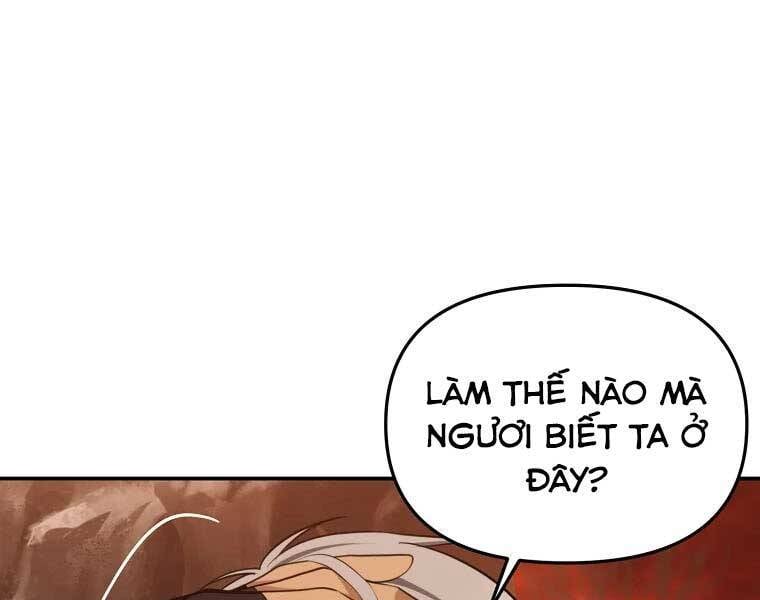 LÀM THẾ NÀO MÀ
NGƯƠI BIẾT TA Ở
ĐÂY?